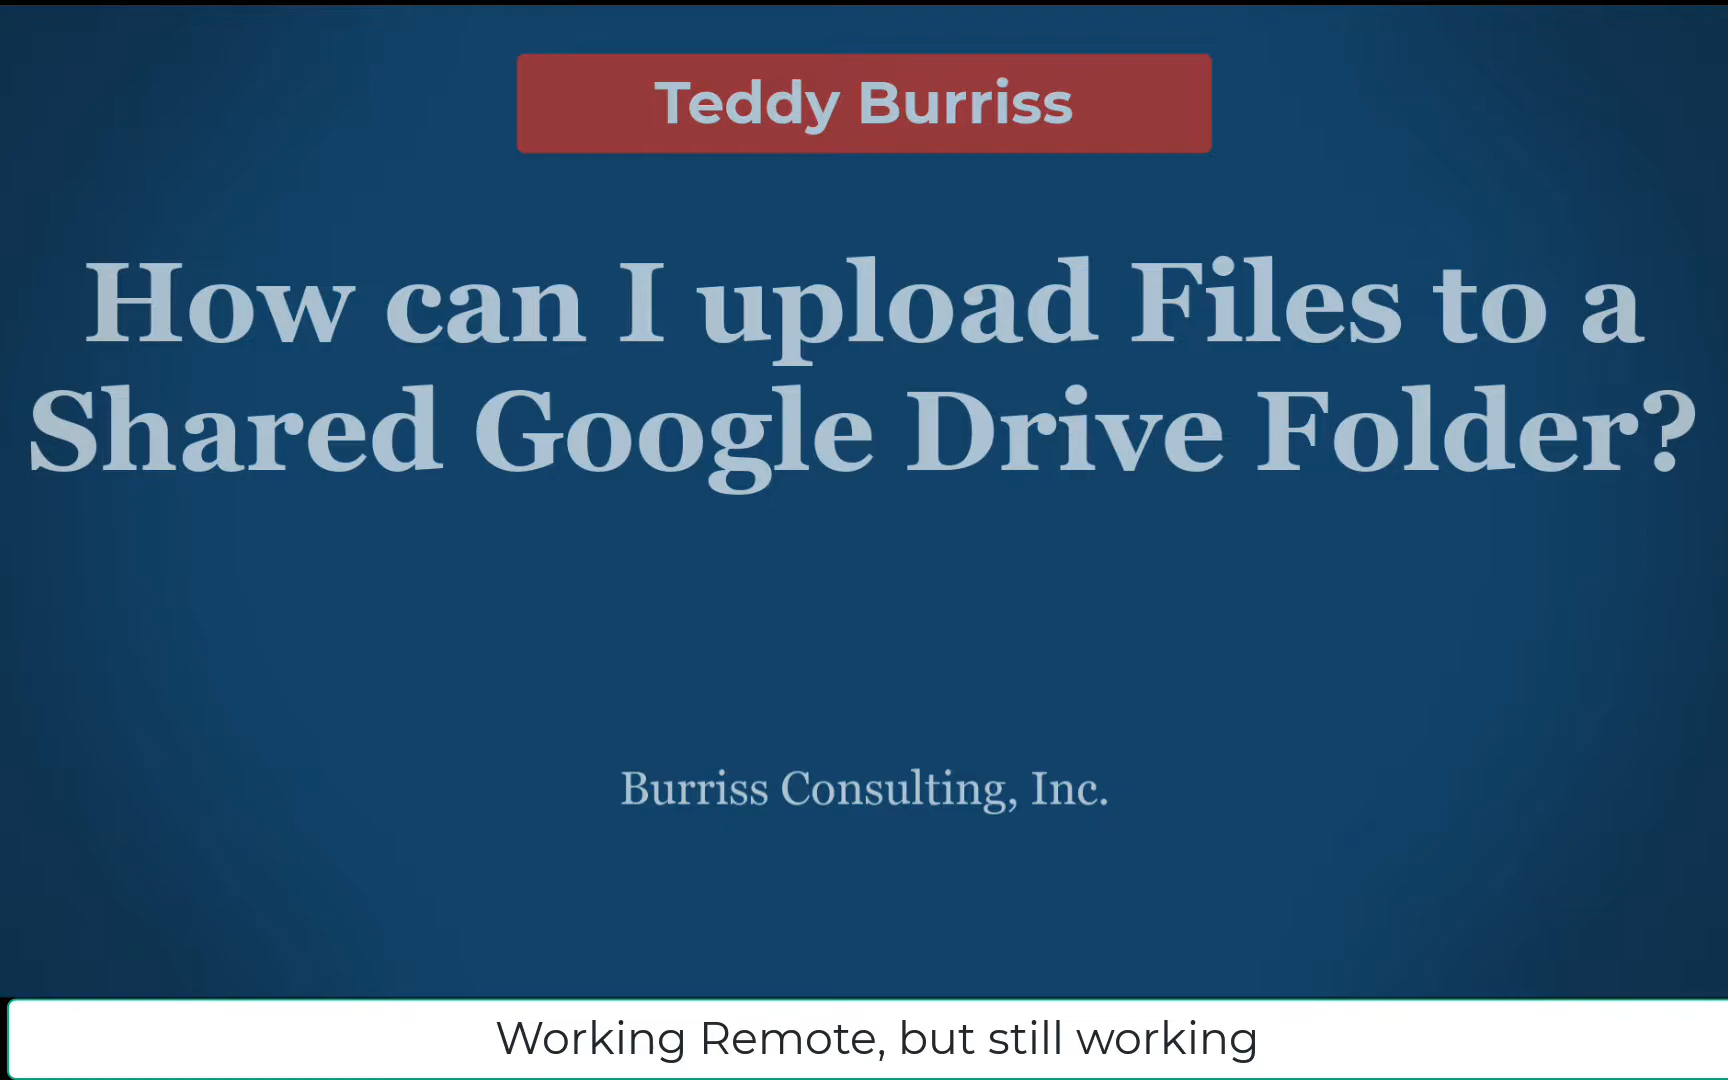 Teddy Burriss
How can I upload Files to a
Shared Google Drive Folder?
Burriss Consulting, Inc.
Working Remote, but still working